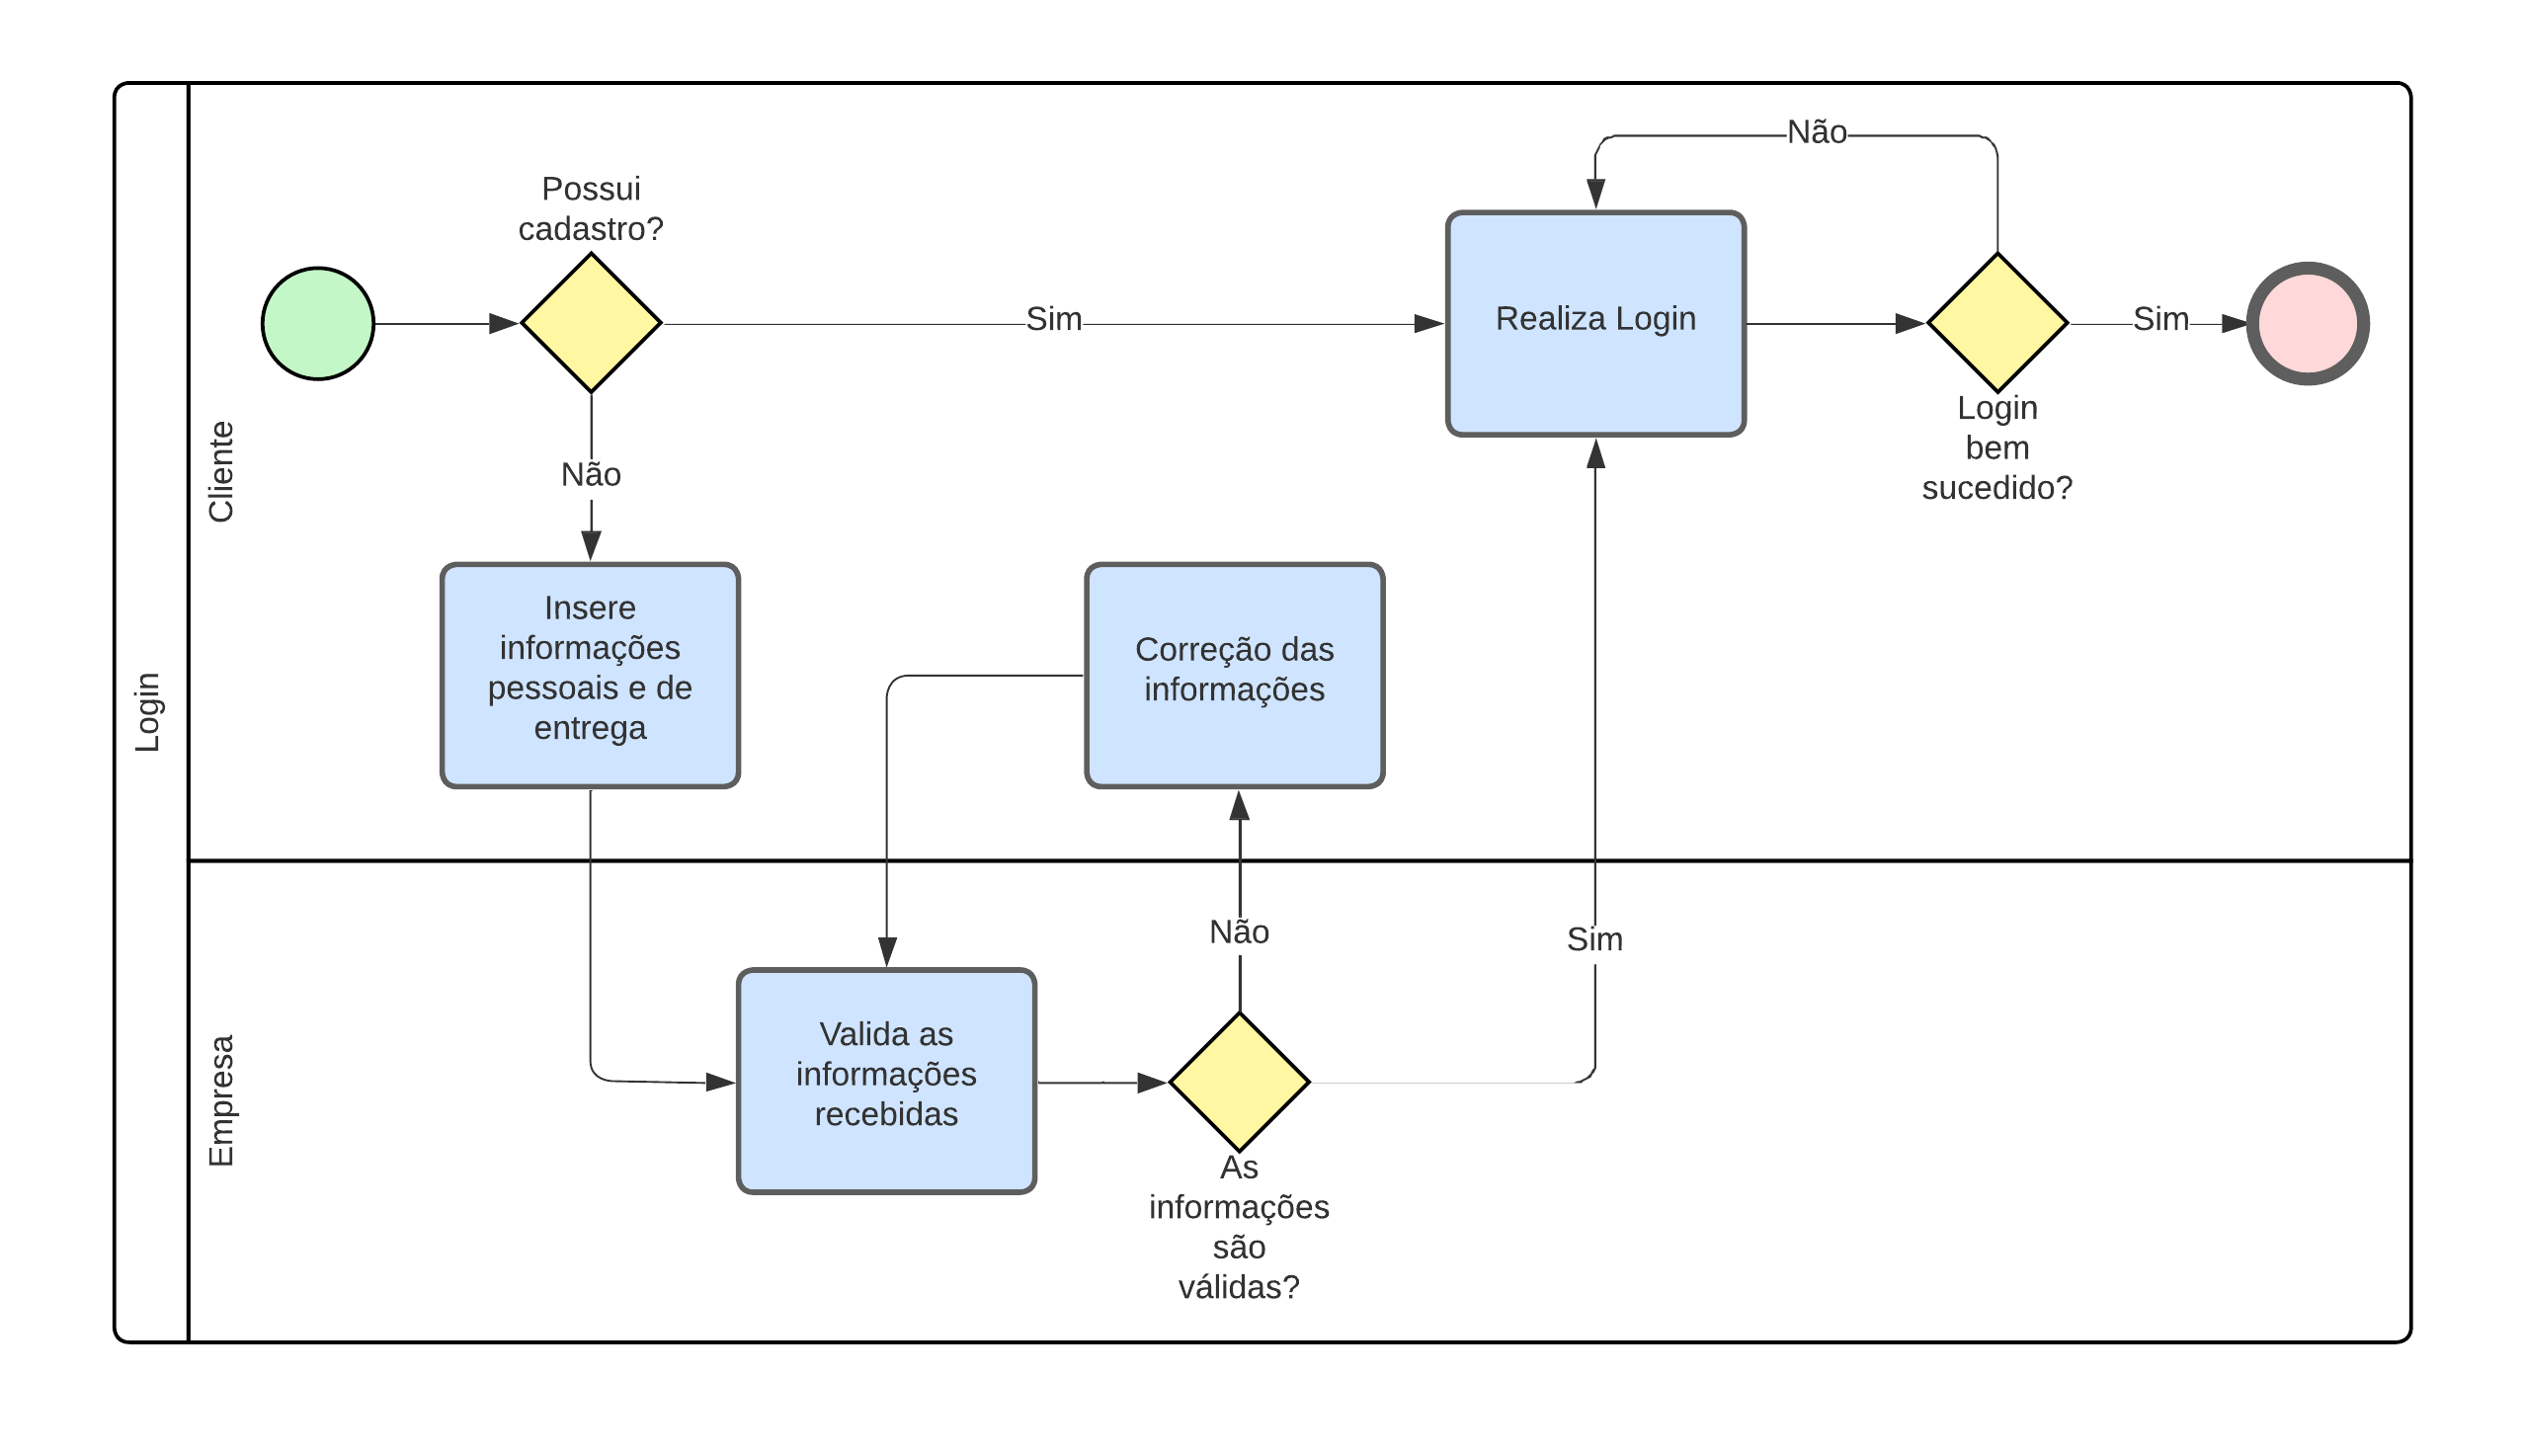 Login
Cliente
Possui
cadastro?
Não
Sim
Realiza Login
Sim
Não
Login
bem
sucedido?
Insere
informações
pessoais e de
entrega
Correção das
informações
Empresa
Não
Sim
Valida as
informações
recebidas
As
informações
são
válidas?